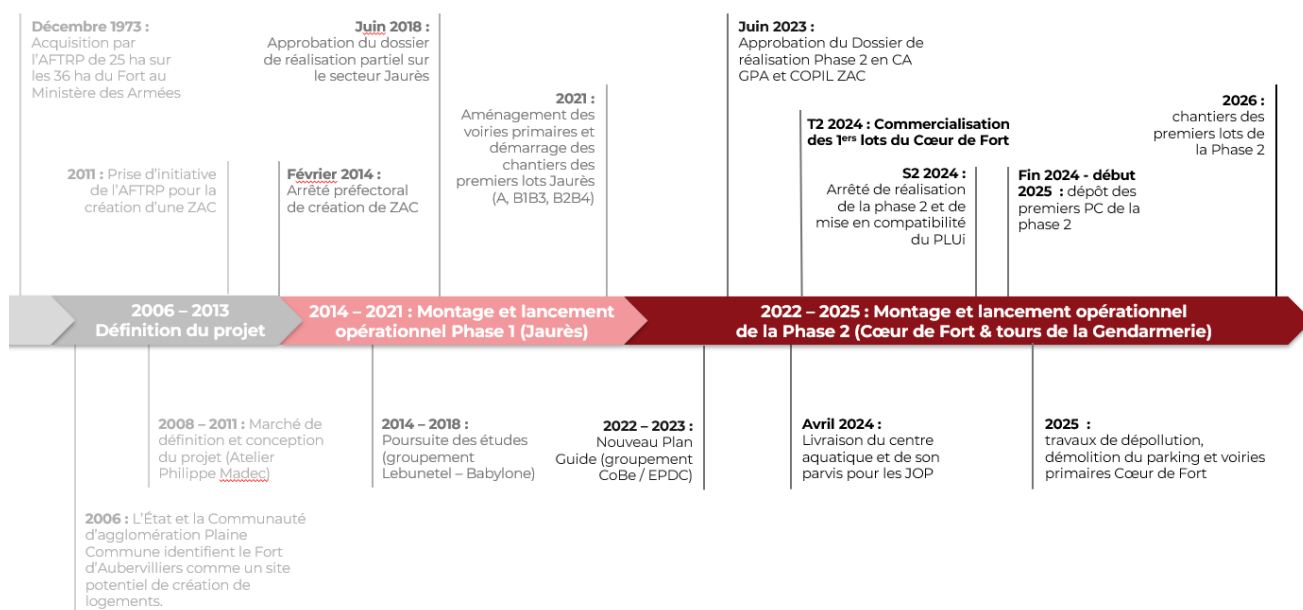 Décembre 1973 :
Acquisition par
l'AFTRP de 25 ha sur
les 36 ha du Fort au
Ministère des Armées
2011 : Prise d'initiative
de l'AFTRP pour la
création d'une ZAC
Février 2014 :
Arrêté préfectoral
de création de ZAC
Juin 2018 :
Approbation du dossier
de réalisation partiel sur
le secteur Jaurès
2021 :
Aménagement des
voiries primaires et
démarrage des
chantiers des
premiers lots Jaurès
(A, B1B3, B2B4)
Juin 2023 :
Approbation du Dossier de
réalisation Phase 2 en CA
GPA et COPIL ZAC
T2 2024 : Commercialisation
des 1ers lots du Cœur de Fort
S2 2024 :
Arrêté de réalisation
de la phase 2 et de
mise en compatibilité
du PLUi
Fin 2024 - début
2025 : dépôt des
premiers PC de la
phase 2
2026 :
chantiers des
premiers lots de
la Phase 2
2006 – 2013
Définition du projet
2014 – 2021 : Montage et lancement
opérationnel Phase 1 (Jaurès)
2022 – 2025 : Montage et lancement opérationnel
de la Phase 2 (Cœur de Fort & tours de la Gendarmerie)
2006 : L'État et la Communauté
d'agglomération Plaine
Commune identifient le Fort
d'Aubervilliers comme un site
potentiel de création de
logements.
2008 – 2011 : Marché de
définition et conception
du projet (Atelier
Philippe Madec)
2014 – 2018 :
Poursuite des études
(groupement
Lebunetel – Babylone)
2022 – 2023 :
Nouveau Plan
Guide (groupement
CoBe / EPDC)
Avril 2024 :
Livraison du centre
aquatique et de son
parvis pour les JOP
2025 :
travaux de dépollution,
démolition du parking et voiries
primaires Cœur de Fort